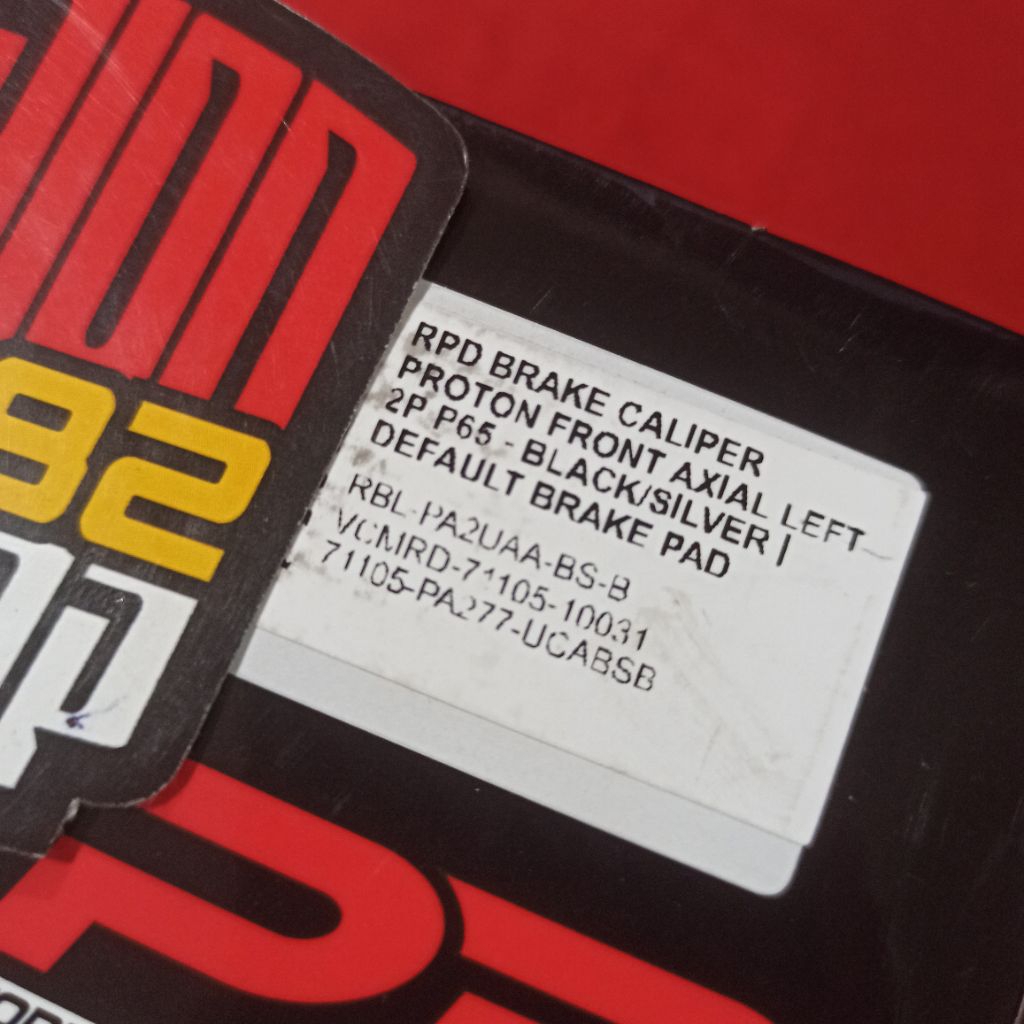 92
RPD BRAKE CALIPER
PROTON FRONT AXIAL LEFT
2P P65 - BLACK/SILVER |
DEFAULT BRAKE PAD
RBL-PA2UAA-BS-B
VCMRD-71105-10031
71105-PA277-UCABSB